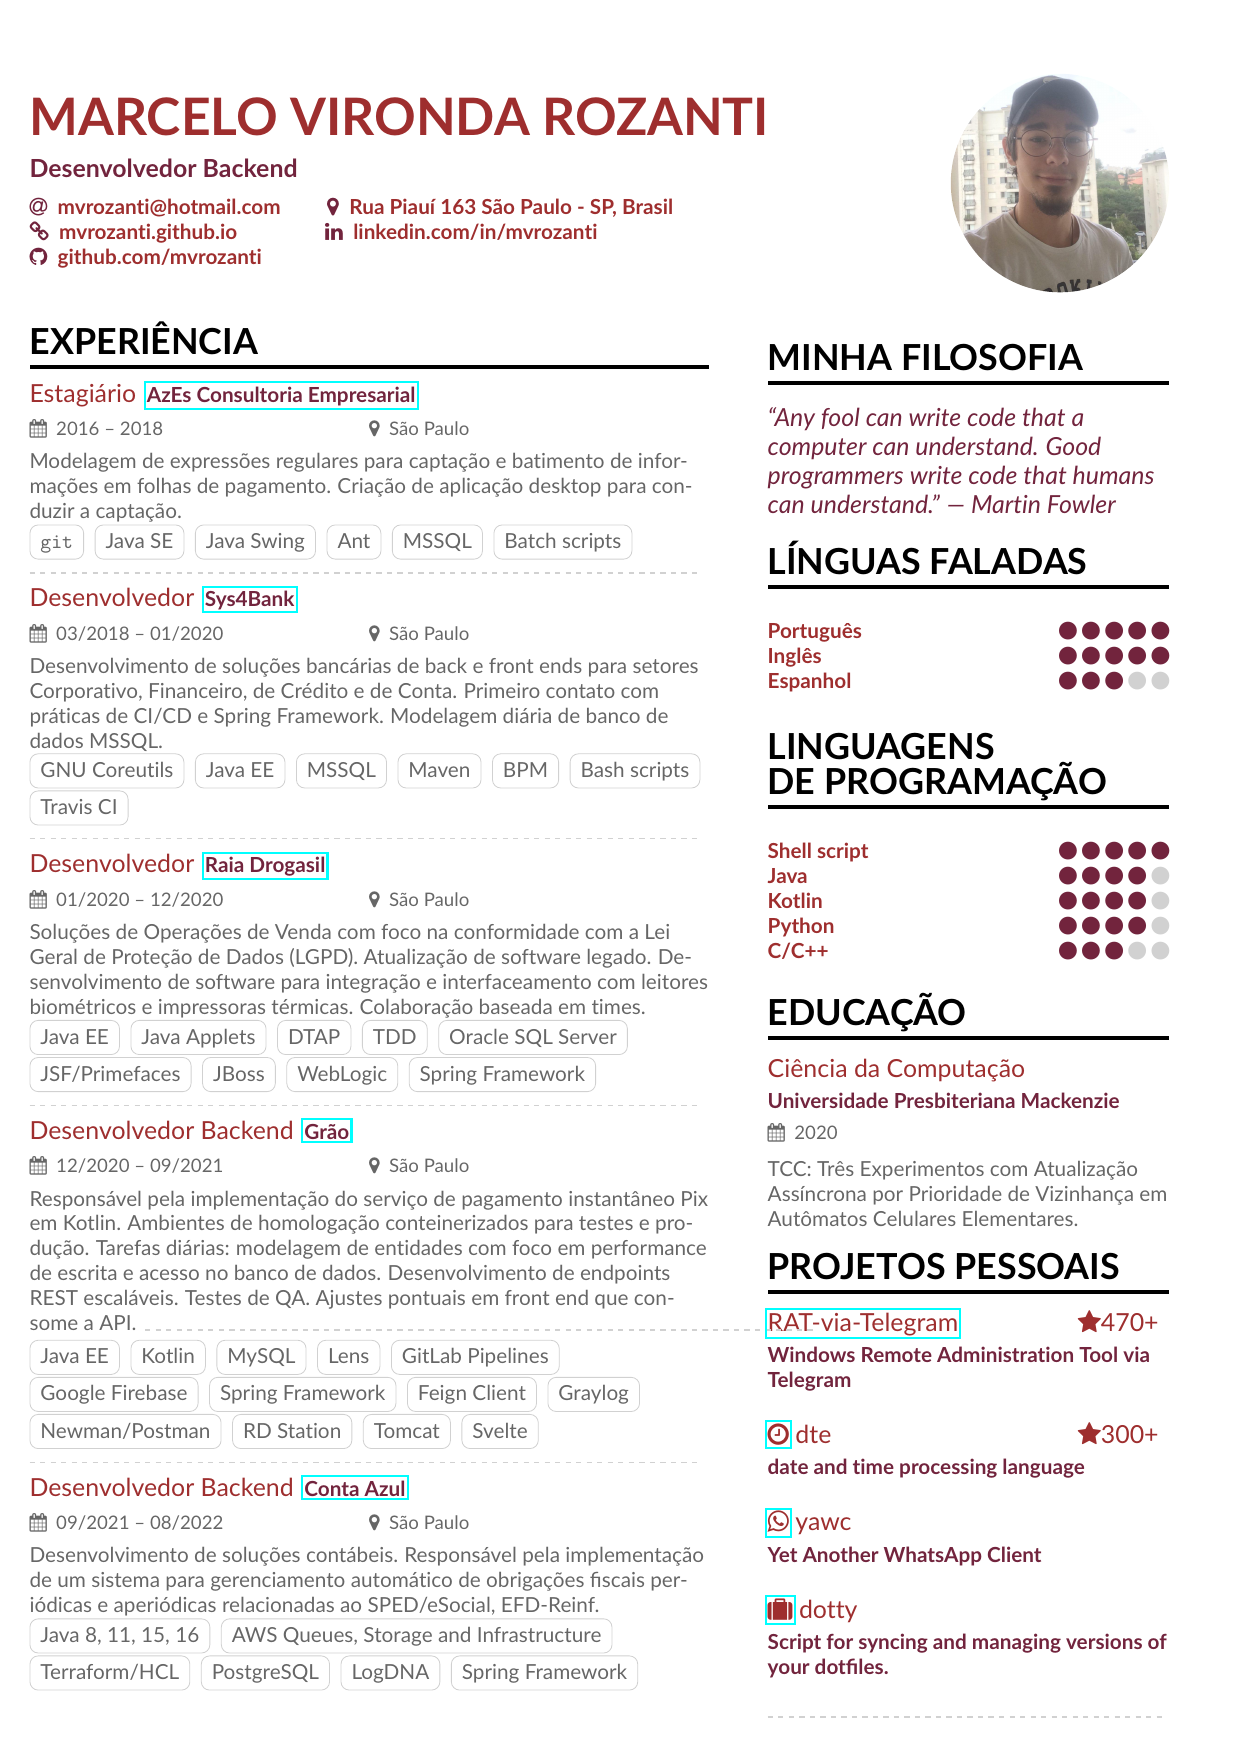 MARCELO VIRONDA ROZANTI
Desenvolvedor Backend
@ mvrozanti@hotmail.com
Rua Piauí 163 São Paulo - SP, Brasil
mvrozanti.github.io
linkedin.com/in/mvrozanti
github.com/mvrozanti
EXPERIÊNCIA
Estagiário AzEs Consultoria Empresarial
2016 – 2018 São Paulo
Modelagem de expressões regulares para captação e batimento de infor-
mações em folhas de pagamento. Criação de aplicação desktop para con-
duzir a captação.
git Java SE Java Swing Ant MSSQL Batch scripts
Desenvolvedor Sys4Bank
03/2018 – 01/2020 São Paulo
Desenvolvimento de soluções bancárias de back e front ends para setores
Corporativo, Financeiro, de Crédito e de Conta. Primeiro contato com
práticas de CI/CD e Spring Framework. Modelagem diária de banco de
dados MSSQL.
GNU Coreutils Java EE MSSQL Maven BPM Bash scripts
Travis CI
Desenvolvedor Raia Drogasil
01/2020 – 12/2020 São Paulo
Soluções de Operações de Venda com foco na conformidade com a Lei
Geral de Proteção de Dados (LGPD). Atualização de software legado. De-
senvolvimento de software para integração e interfaceamento com leitores
biométricos e impressoras térmicas. Colaboração baseada em times.
Java EE Java Applets DTAP TDD Oracle SQL Server
JSF/Primefaces JBoss WebLogic Spring Framework
Desenvolvedor Backend Grão
12/2020 – 09/2021 São Paulo
Responsável pela implementação do serviço de pagamento instantâneo Pix
em Kotlin. Ambientes de homologação conteinerizados para testes e pro-
dução. Tarefas diárias: modelagem de entidades com foco em performance
de escrita e acesso no banco de dados. Desenvolvimento de endpoints
REST escaláveis. Testes de QA. Ajustes pontuais em front end que con-
some a API.
Java EE Kotlin MySQL Lens GitLab Pipelines
Google Firebase Spring Framework Feign Client Graylog
Newman/Postman RD Station Tomcat Svelte
Desenvolvedor Backend Conta Azul
09/2021 – 08/2022 São Paulo
Desenvolvimento de soluções contábeis. Responsável pela implementação
de um sistema para gerenciamento automático de obrigações fiscais per-
iódicas e aperiódicas relacionadas ao SPED/eSocial, EFD-Reinf.
Java 8, 11, 15, 16 AWS Queues, Storage and Infrastructure
Terraform/HCL PostgreSQL LogDNA Spring Framework
MINHA FILOSOFIA
“Any fool can write code that a
computer can understand. Good
programmers write code that humans
can understand.” — Martin Fowler
LÍNGUAS FALADAS
Português
Inglês
Espanhol
LINGUAGENS
DE PROGRAMAÇÃO
Shell script
Java
Kotlin
Python
C/C++
EDUCAÇÃO
Ciência da Computação
Universidade Presbiteriana Mackenzie
2020
TCC: Três Experimentos com Atualização
Assíncrona por Prioridade de Vizinhança em
Autômatos Celulares Elementares.
PROJETOS PESSOAIS
RAT-via-Telegram ★470+
Windows Remote Administration Tool via
Telegram
dte ★300+
date and time processing language
yawc
Yet Another WhatsApp Client
dotty
Script for syncing and managing versions of
your dotfiles.